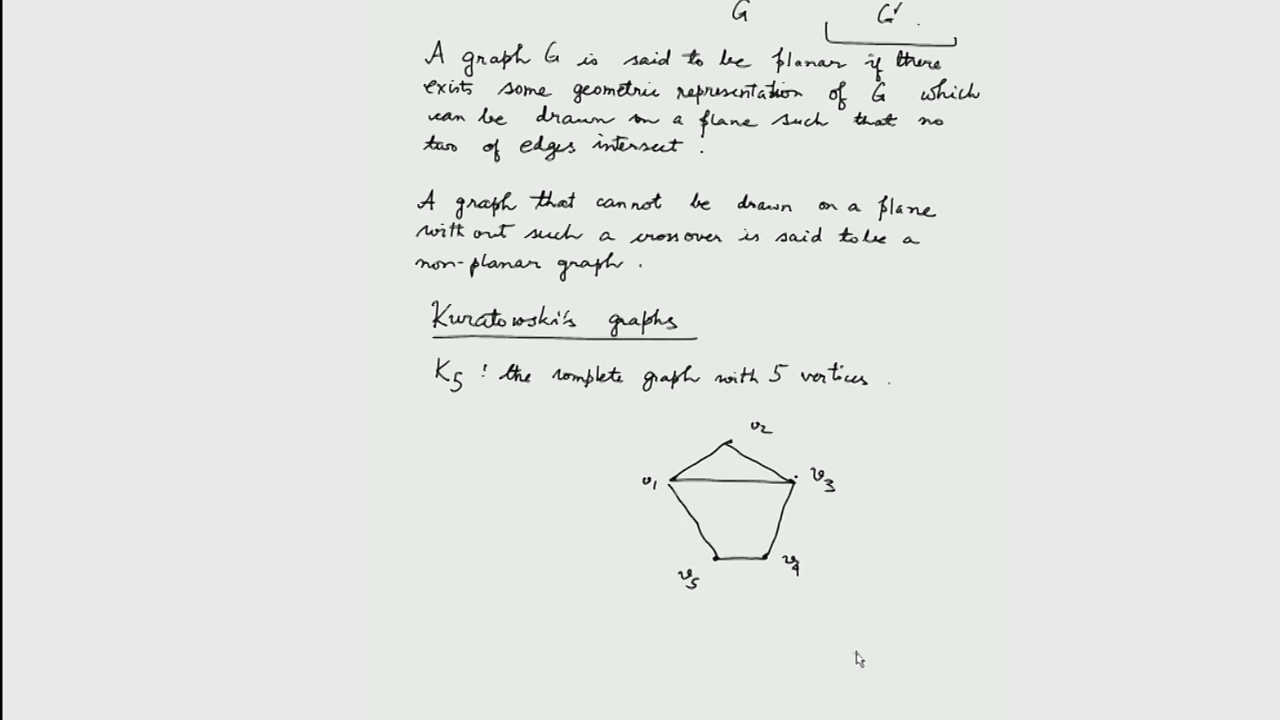 G G'
A graph G is said to be planar if there
exists some geometric representation of G which
can be drawn on a plane such that no
two of edges intersect .
A graph that cannot be drawn on a plane
with out such a crossover is said to be a
non-planar graph .
Kuratowski's graphs
K5 : the complete graph with 5 vertices .
v2
v1 v3
v5 v4